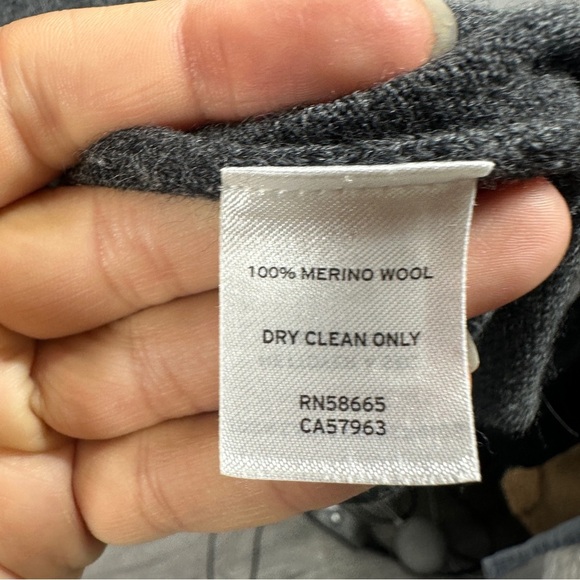 100% MERINO WOOL
DRY CLEAN ONLY
RN58665
CA57963